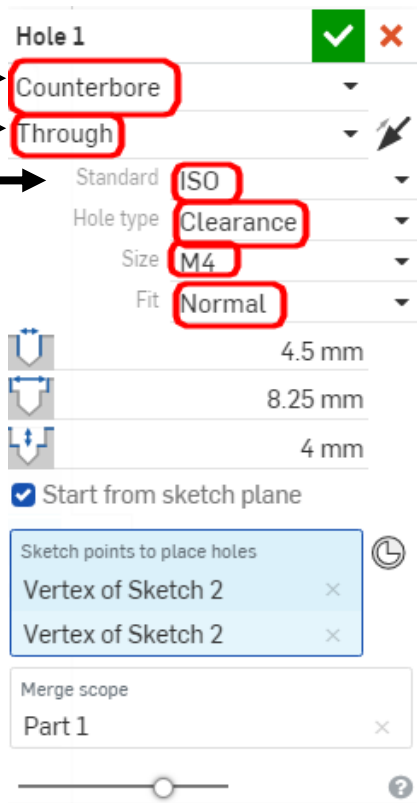 Hole 1
Counterbore
Through
Standard ISO
Hole type Clearance
Size M4
Fit Normal
4.5 mm
8.25 mm
4 mm
Start from sketch plane
Sketch points to place holes
Vertex of Sketch 2
Vertex of Sketch 2
Merge scope
Part 1